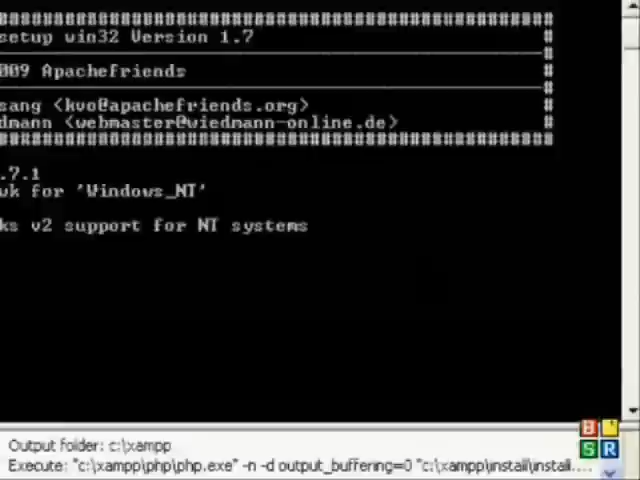 ###############################################
setup win32 Version 1.7 #
#
009 Apachefriends #
#
sang <kvo@apachefriends.org> #
dmann <webmaster@wiedmann-online.de> #
###############################################
.7.1
wk for 'Windows_NT'
ks v2 support for NT systems
Output folder: c:\xampp
Execute: "c:\xampp\php\php.exe" -n -d output_buffering=0 "c:\xampp\install\install....
B
S R